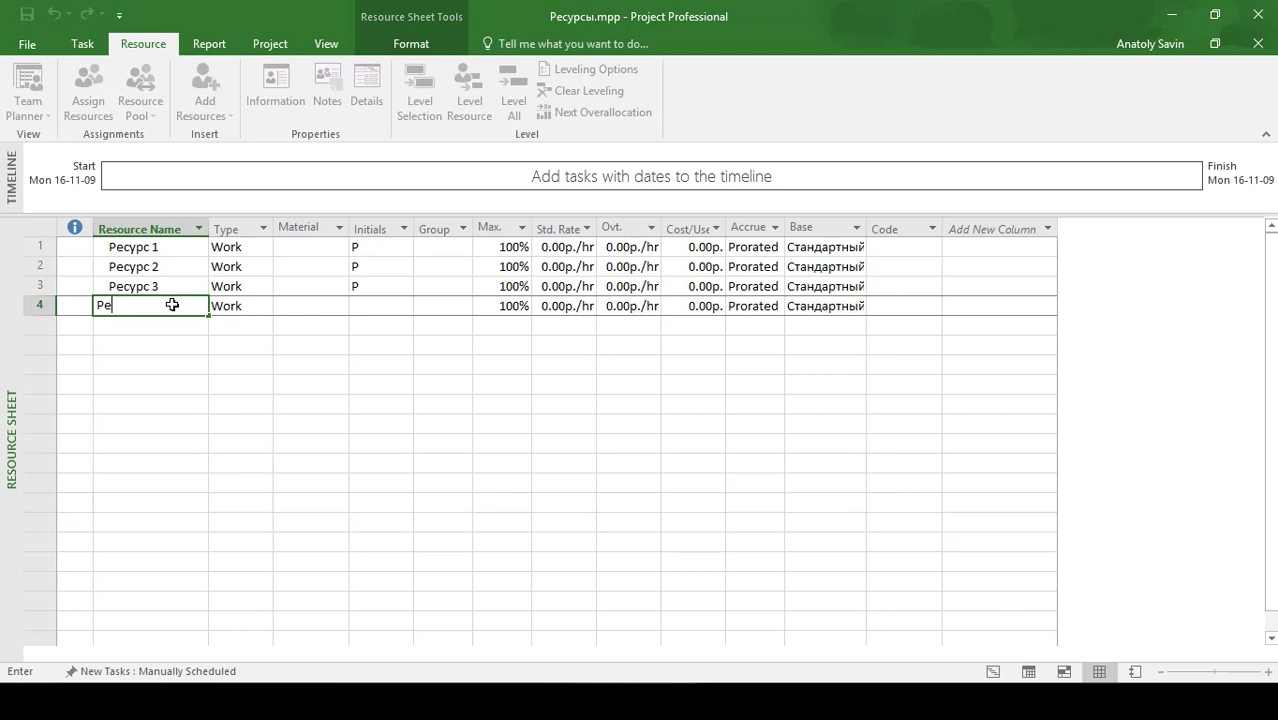 Resource Sheet Tools
Ресурсы.mpp - Project Professional
File Task Resource Report Project View Format Tell me what you want to do... Anatoly Savin
Team Planner
Assign Resources
Resource Pool
Add Resources
Information
Notes
Details
Level Selection
Level Resource
Level All
Leveling Options
Clear Leveling
Next Overallocation
View Assignments Insert Properties Level
TIMELINE
Start
Mon 16-11-09
Add tasks with dates to the timeline
Finish
Mon 16-11-09
RESOURCE SHEET
Resource Name Type Material Initials Group Max. Std. Rate Ovt. Cost/Use Accrue Base Code Add New Column
1 Ресурс 1 Work Р 100% 0.00р./hr 0.00р./hr 0.00р. Prorated Стандартный
2 Ресурс 2 Work Р 100% 0.00р./hr 0.00р./hr 0.00р. Prorated Стандартный
3 Ресурс 3 Work Р 100% 0.00р./hr 0.00р./hr 0.00р. Prorated Стандартный
4 Ре Work 100% 0.00р./hr 0.00р./hr 0.00р. Prorated Стандартный
Enter New Tasks : Manually Scheduled